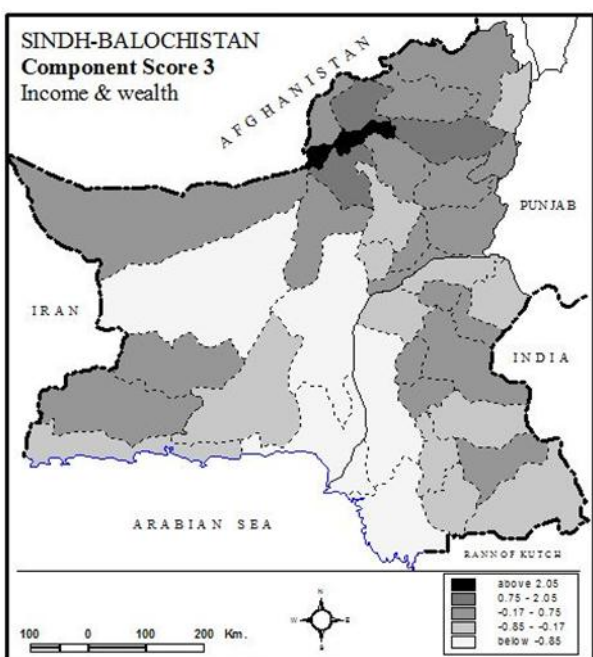 SINDH-BALOCHISTAN
Component Score 3
Income & wealth
AFGHANISTAN
PUNJAB
IRAN
INDIA
ARABIAN SEA
RANN OF KUTCH
N
W E
S
above 2.05
0.75 - 2.05
-0.17 - 0.75
-0.85 - -0.17
below -0.85
100 0 100 200 Km.